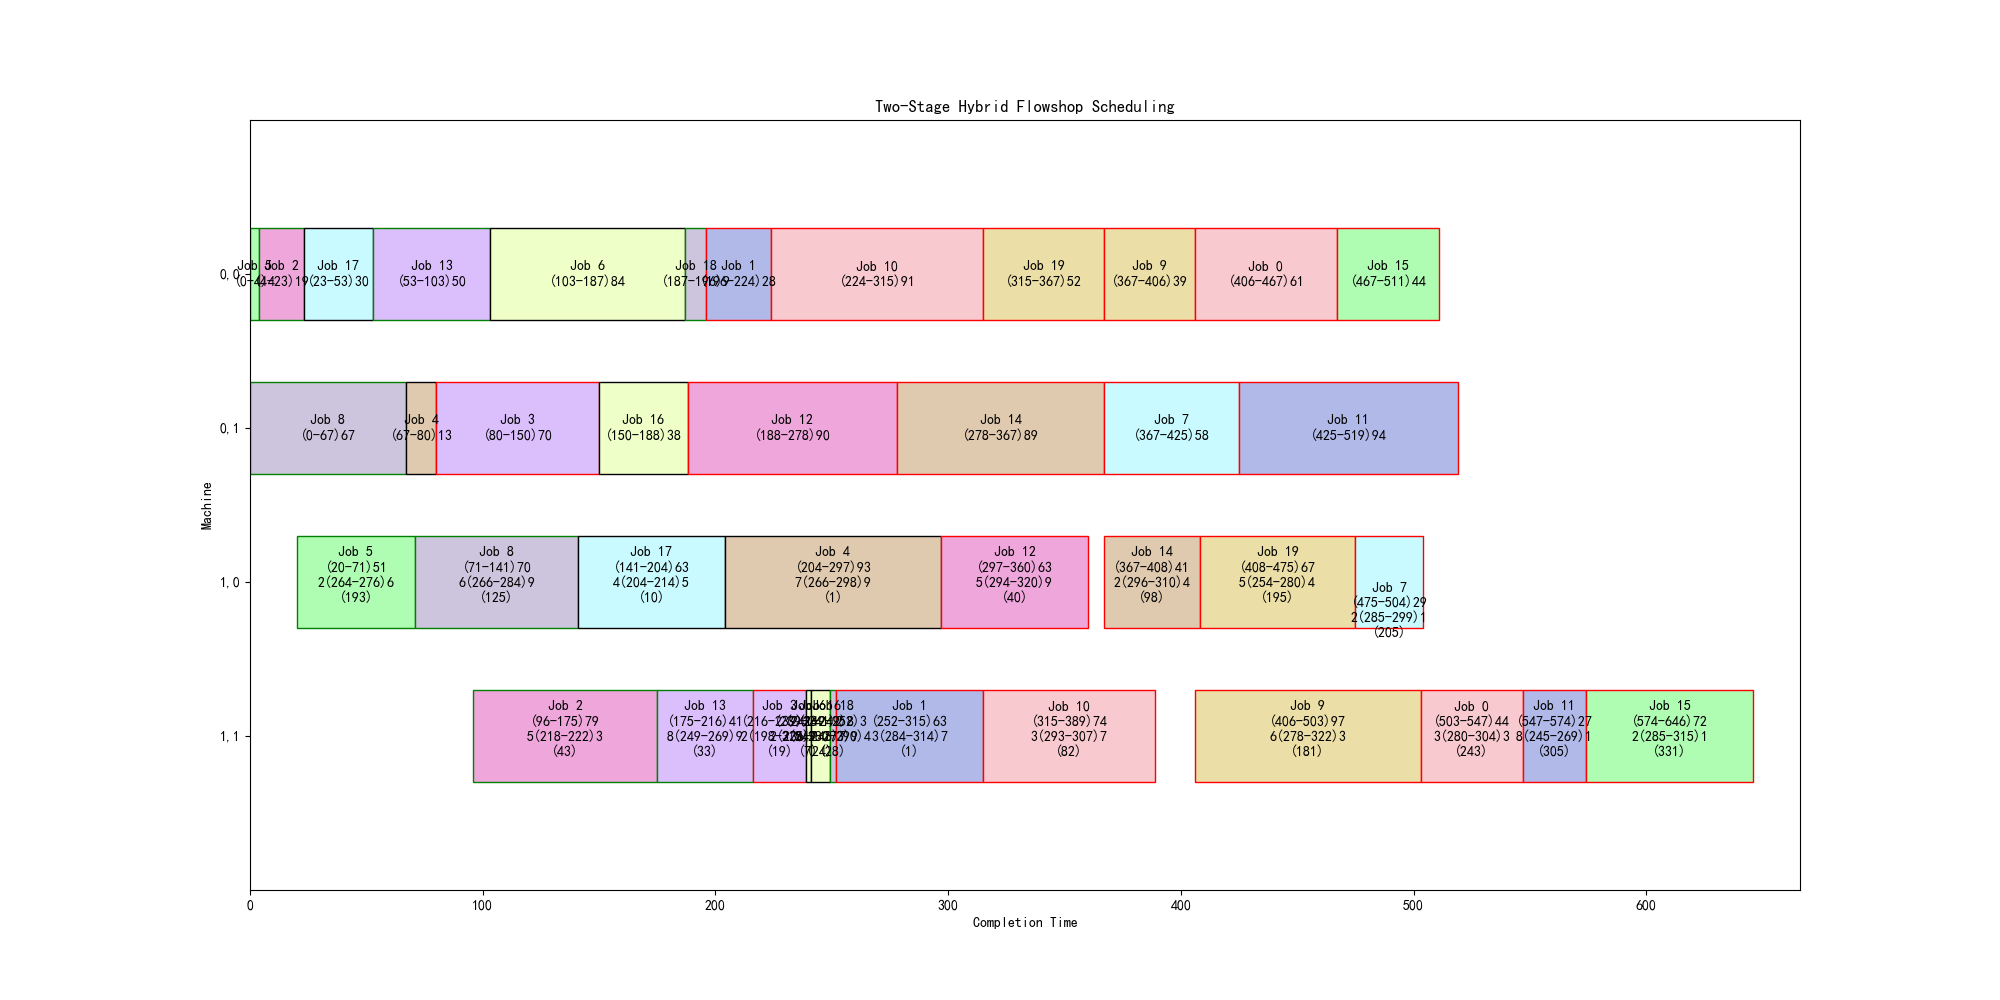 Two-Stage Hybrid Flowshop Scheduling
0,0
Job 5
Job 2
(4-23)19
Job 17
(23-53)30
Job 13
(53-103)50
Job 6
(103-187)84
Job 18
(187-196)9
Job 1
(196-224)28
Job 10
(224-315)91
Job 19
(315-367)52
Job 9
(367-406)39
Job 0
(406-467)61
Job 15
(467-511)44
0,1
Job 8
(0-67)67
Job 4
(67-80)13
Job 3
(80-150)70
Job 16
(150-188)38
Job 12
(188-278)90
Job 14
(278-367)89
Job 7
(367-425)58
Job 11
(425-519)94
Machine
1,0
Job 5
(20-71)51
2(264-276)6
(193)
Job 8
(71-141)70
6(266-284)9
(125)
Job 17
(141-204)63
4(204-214)5
(10)
Job 4
(204-297)93
7(266-298)9
(1)
Job 12
(297-360)63
5(294-320)9
(40)
Job 14
(367-408)41
2(296-310)4
(98)
Job 19
(408-475)67
5(254-280)4
(195)
Job 7
(475-504)29
2(285-299)1
(205)
1,1
Job 2
(96-175)79
5(218-222)3
(43)
Job 13
(175-216)41
8(249-269)9
(33)
Job 3
(19)
Job 1
(252-315)63
3(284-314)7
(1)
Job 10
(315-389)74
3(293-307)7
(82)
Job 9
(406-503)97
6(278-322)3
(181)
Job 0
(503-547)44
3(280-304)3
(243)
Job 11
(547-574)27
8(245-269)1
(305)
Job 15
(574-646)72
2(285-315)1
(331)
0
100
200
300
400
500
600
Completion Time